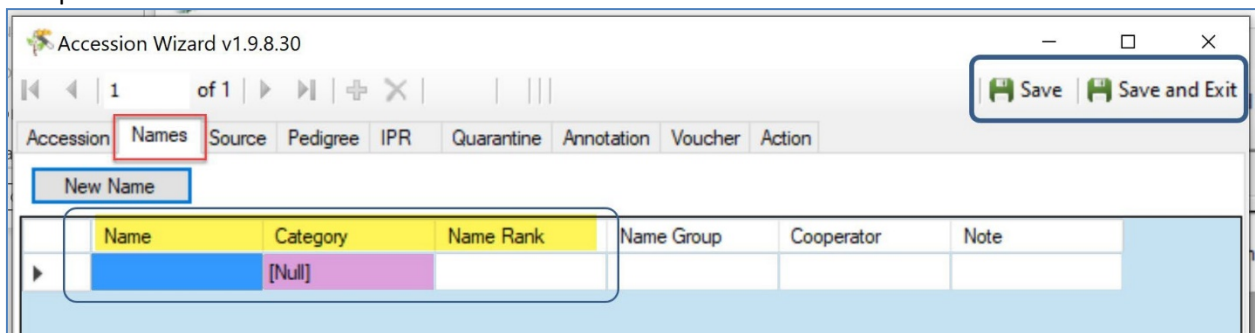 Accession Wizard v1.9.8.30
1 of 1 Save Save and Exit
Accession Names Source Pedigree IPR Quarantine Annotation Voucher Action
New Name
Name Category Name Rank Name Group Cooperator Note
[Null]